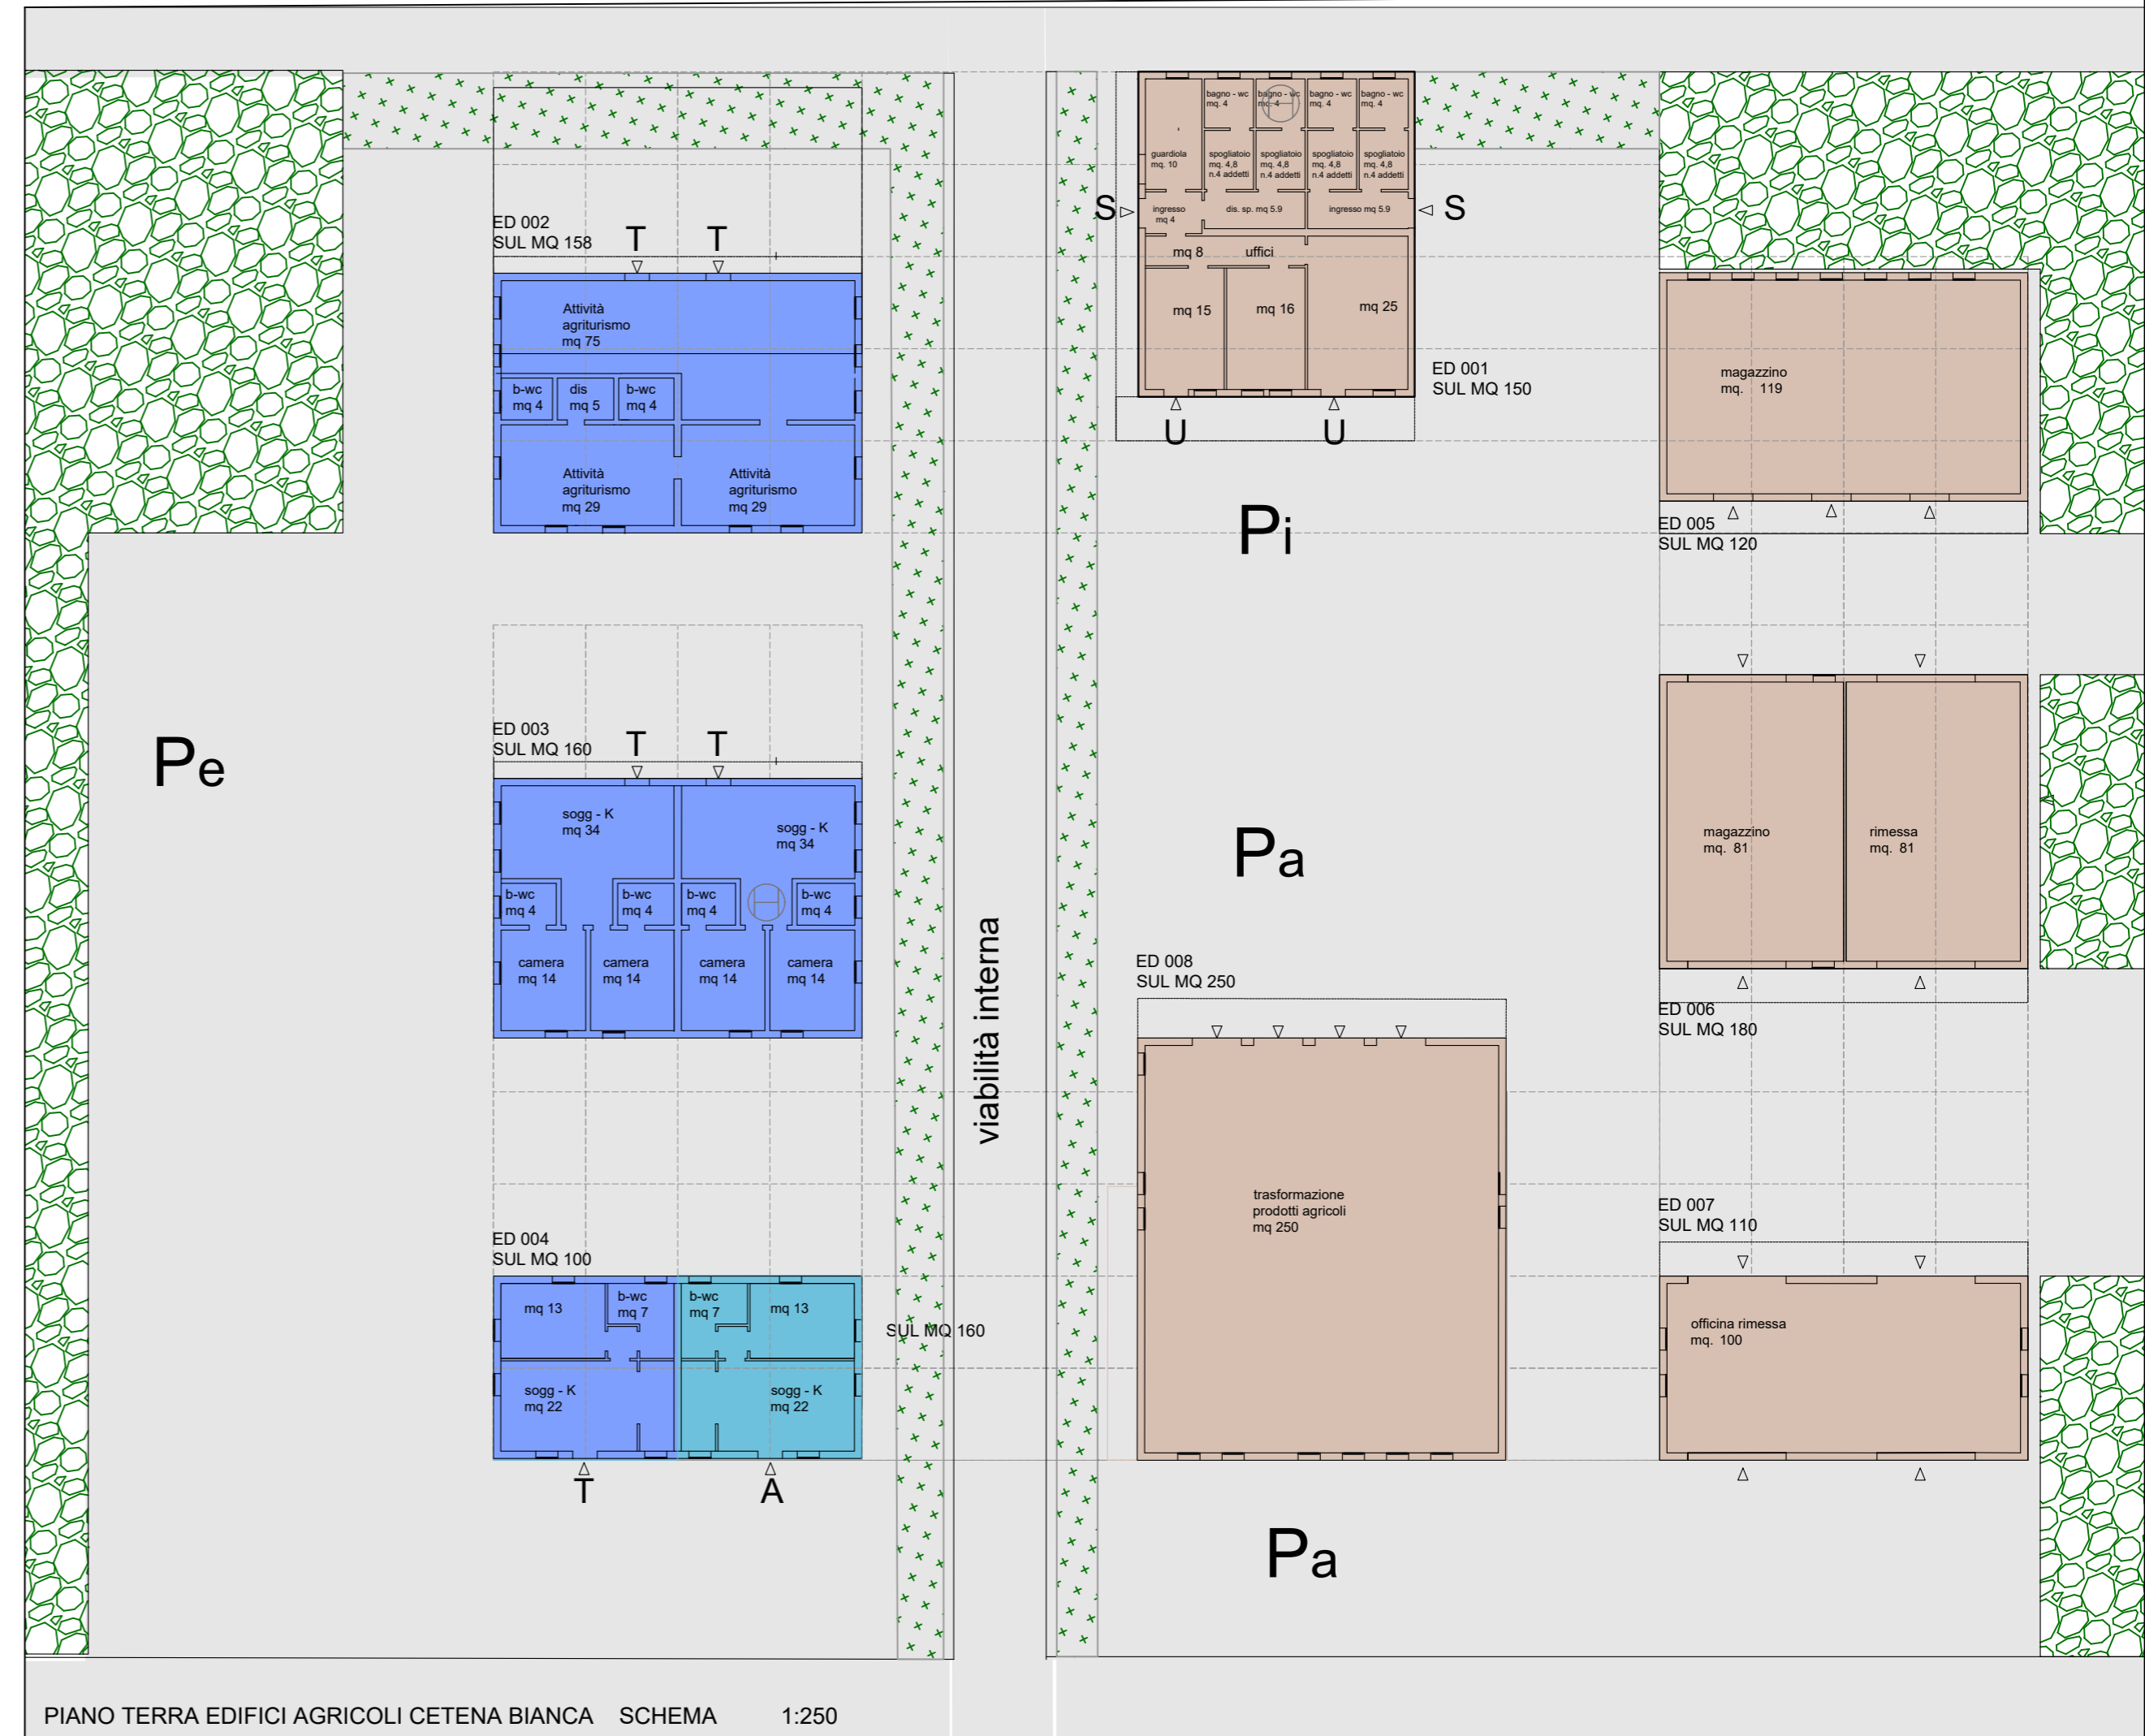 bagno - wc
mq. 4
bagno - wc
mq. 4
bagno - wc
mq. 4
bagno - wc
mq. 4
guardiola
mq. 10
spogliatoio
mq. 4,8
n.4 addetti
spogliatoio
mq. 4,8
n.4 addetti
spogliatoio
mq. 4,8
n.4 addetti
spogliatoio
mq. 4,8
n.4 addetti
S
ingresso
mq 4
dis. sp. mq 5.9
ingresso mq 5.9
S
mq 8
uffici
mq 15
mq 16
mq 25
U
U
ED 001
SUL MQ 150
ED 002
SUL MQ 158
T
T
Attività
agriturismo
mq 75
b-wc
mq 4
dis
mq 5
b-wc
mq 4
Attività
agriturismo
mq 29
Attività
agriturismo
mq 29
magazzino
mq. 119
ED 005
SUL MQ 120
Pi
ED 003
SUL MQ 160
T
T
Pe
sogg - K
mq 34
sogg - K
mq 34
b-wc
mq 4
b-wc
mq 4
b-wc
mq 4
b-wc
mq 4
camera
mq 14
camera
mq 14
camera
mq 14
camera
mq 14
viabilità interna
Pa
magazzino
mq. 81
rimessa
mq. 81
ED 006
SUL MQ 180
ED 008
SUL MQ 250
trasformazione
prodotti agricoli
mq 250
ED 007
SUL MQ 110
officina rimessa
mq. 100
ED 004
SUL MQ 100
mq 13
b-wc
mq 7
b-wc
mq 7
mq 13
SUL MQ 160
sogg - K
mq 22
sogg - K
mq 22
T
A
Pa
PIANO TERRA EDIFICI AGRICOLI CETENA BIANCA SCHEMA 1:250